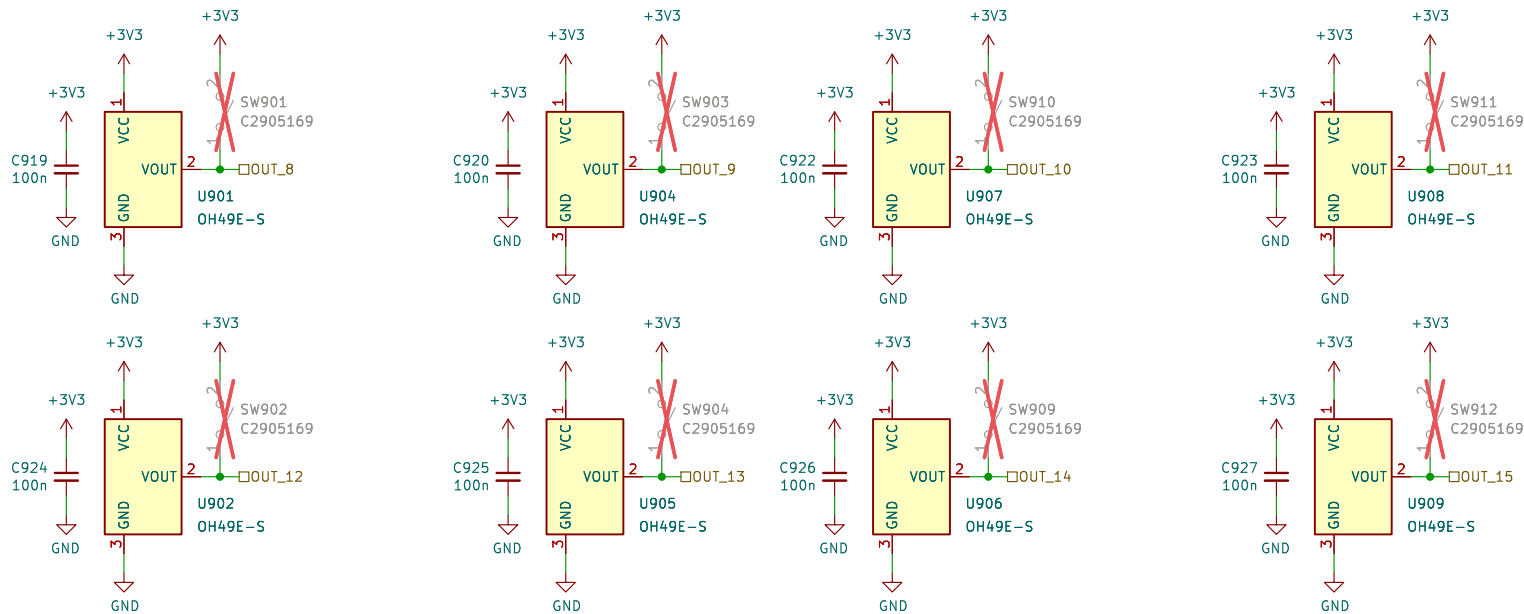 +3V3
+3V3
+3V3
C919
100n
GND
1
VCC
VOUT
GND
3
GND
2
2
1
SW901
C2905169
OUT_8
U901
OH49E-S
+3V3
+3V3
+3V3
C920
100n
GND
1
VCC
VOUT
GND
3
GND
2
2
1
SW903
C2905169
OUT_9
U904
OH49E-S
+3V3
+3V3
+3V3
C922
100n
GND
1
VCC
VOUT
GND
3
GND
2
2
1
SW910
C2905169
OUT_10
U907
OH49E-S
+3V3
+3V3
+3V3
C923
100n
GND
1
VCC
VOUT
GND
3
GND
2
2
1
SW911
C2905169
OUT_11
U908
OH49E-S
+3V3
+3V3
+3V3
C924
100n
GND
1
VCC
VOUT
GND
3
GND
2
2
1
SW902
C2905169
OUT_12
U902
OH49E-S
+3V3
+3V3
+3V3
C925
100n
GND
1
VCC
VOUT
GND
3
GND
2
2
1
SW904
C2905169
OUT_13
U905
OH49E-S
+3V3
+3V3
+3V3
C926
100n
GND
1
VCC
VOUT
GND
3
GND
2
2
1
SW909
C2905169
OUT_14
U906
OH49E-S
+3V3
+3V3
+3V3
C927
100n
GND
1
VCC
VOUT
GND
3
GND
2
2
1
SW912
C2905169
OUT_15
U909
OH49E-S